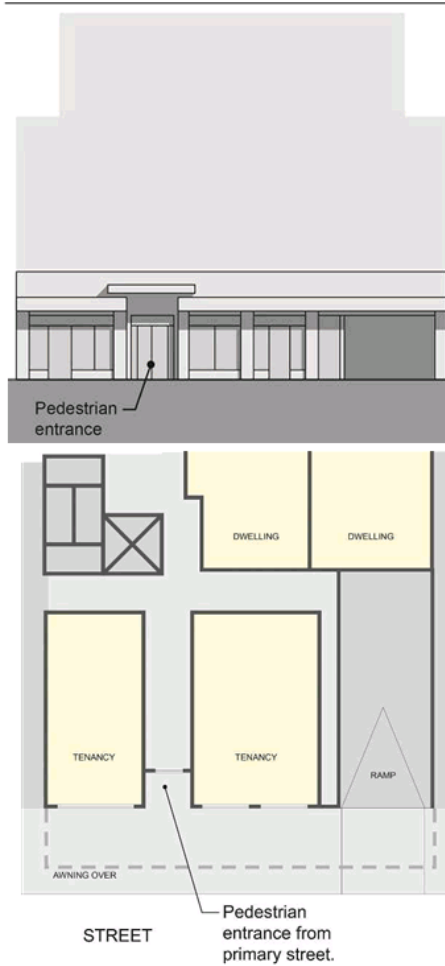 Pedestrian
entrance
DWELLING
DWELLING
TENANCY
TENANCY
RAMP
AWNING OVER
STREET
Pedestrian
entrance from
primary street.